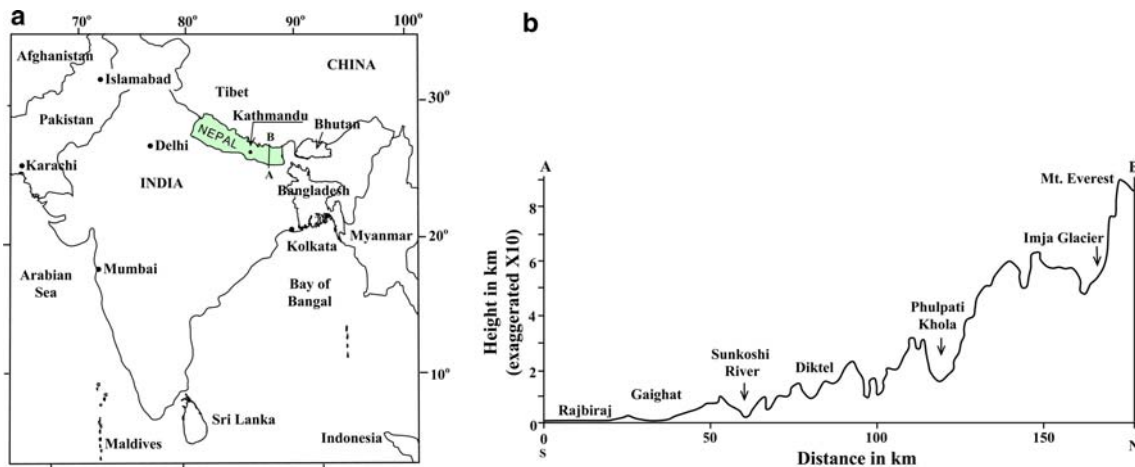 a
70°
80°
90°
100°
Afghanistan
Islamabad
CHINA
Tibet
30°
Pakistan
Kathmandu
Bhutan
NEPAL
B
Delhi
A
Karachi
INDIA
Bangladesh
20°
Kolkata
Myanmar
Arabian
Sea
Mumbai
Bay of
Bangal
10°
Sri Lanka
Maldives
Indonesia
b
A
B
Mt. Everest
8
Imja Glacier
6
Height in km
(exaggerated X10)
4
Phulpati
Khola
Sunkoshi
River
Diktel
2
Gaighat
Rajbiraj
0
0
50
100
150
S
N
Distance in km